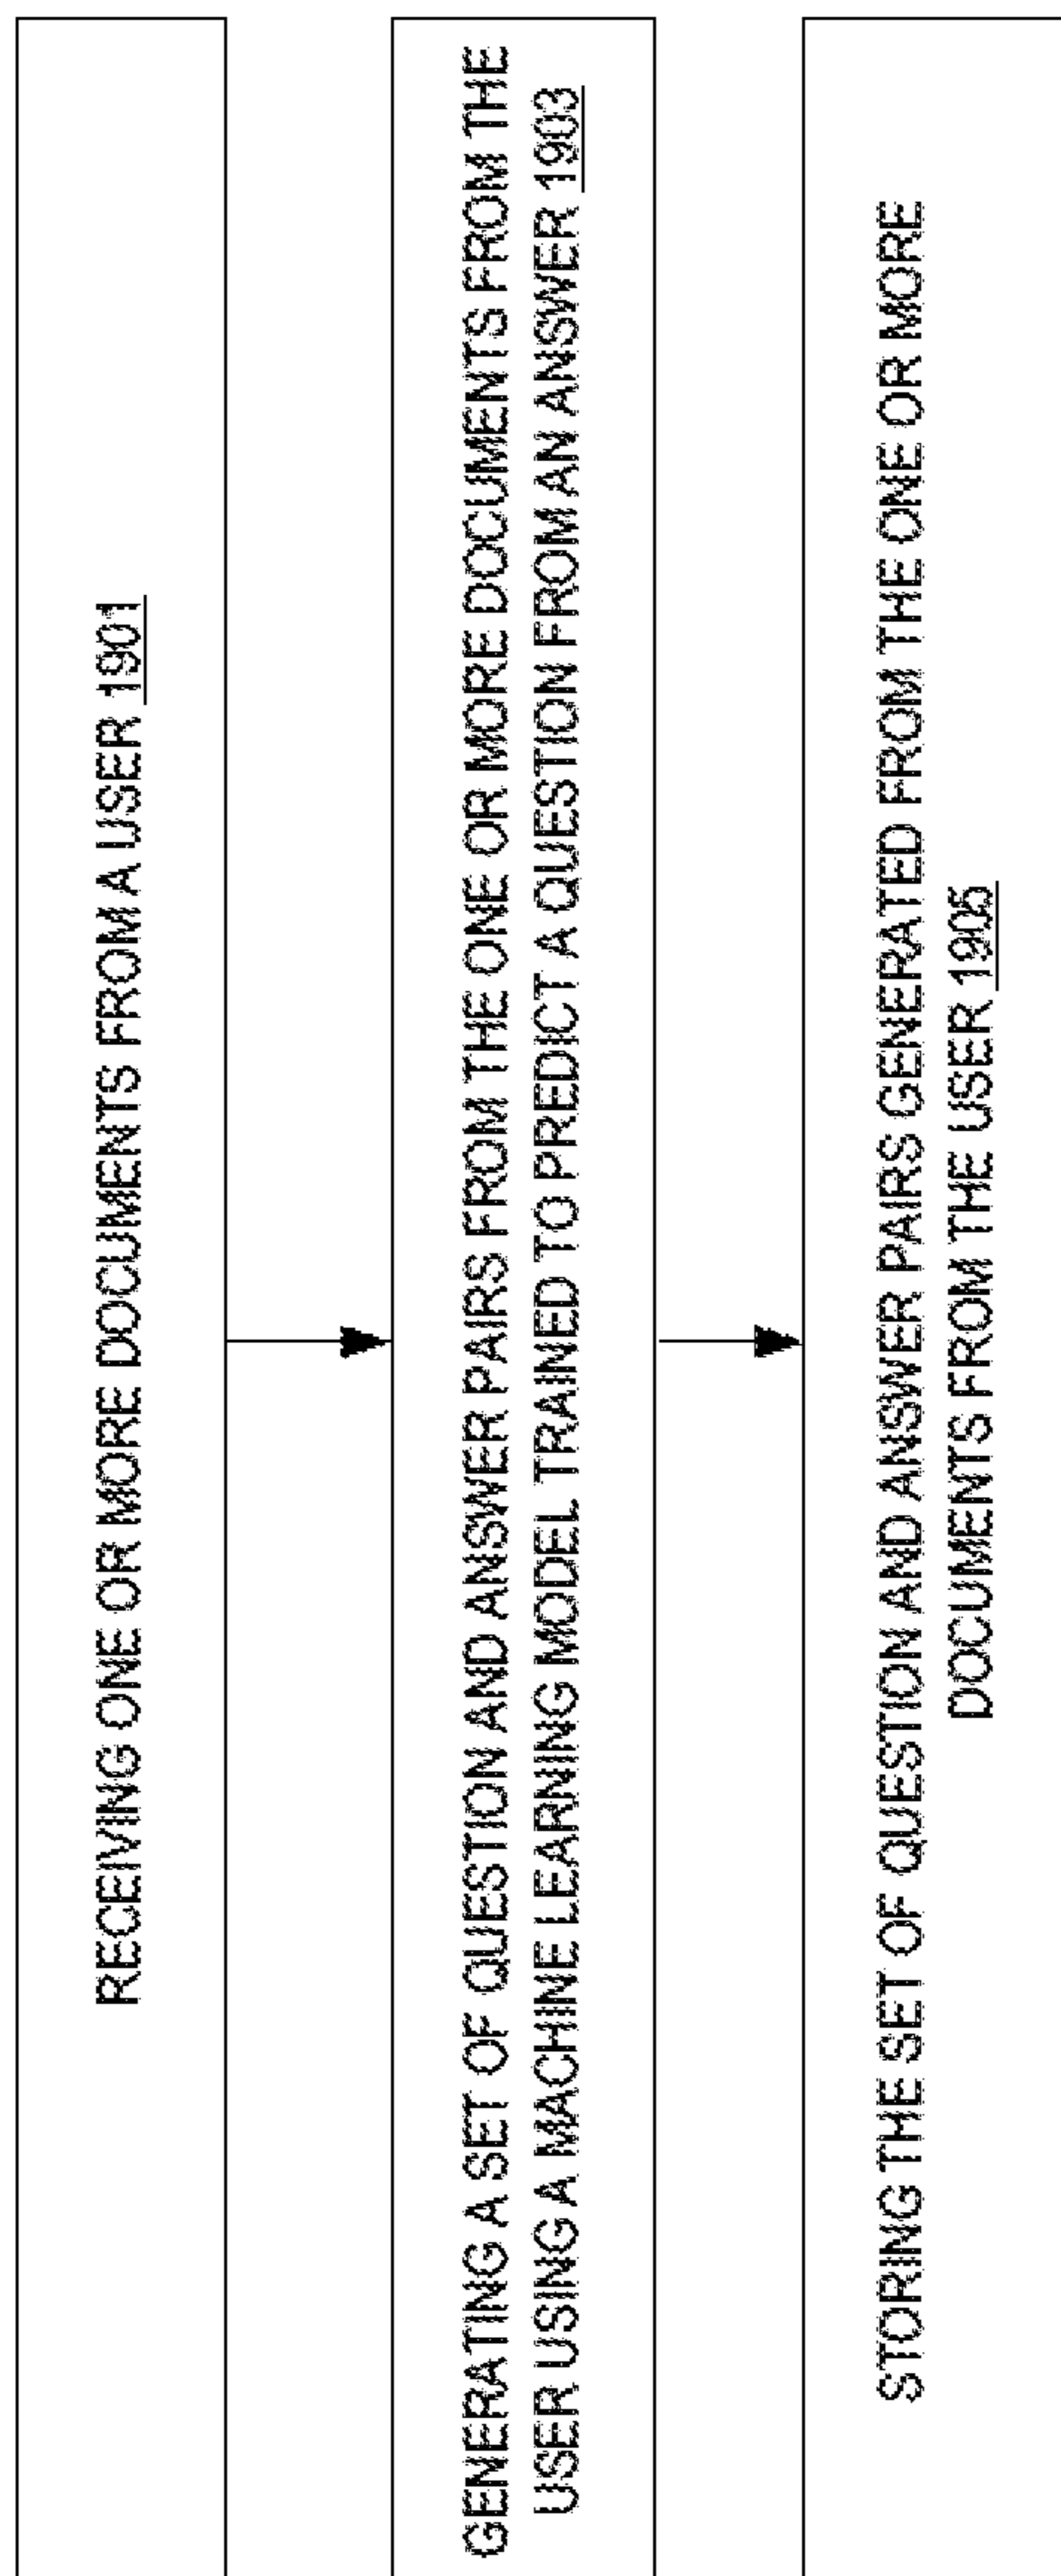 RECEIVING ONE OR MORE DOCUMENTS FROM A USER 1901
GENERATING A SET OF QUESTION AND ANSWER PAIRS FROM THE ONE OR MORE DOCUMENTS FROM THE
USER USING A MACHINE LEARNING MODEL TRAINED TO PREDICT A QUESTION FROM AN ANSWER 1903
STORING THE SET OF QUESTION AND ANSWER PAIRS GENERATED FROM THE ONE OR MORE
DOCUMENTS FROM THE USER 1905